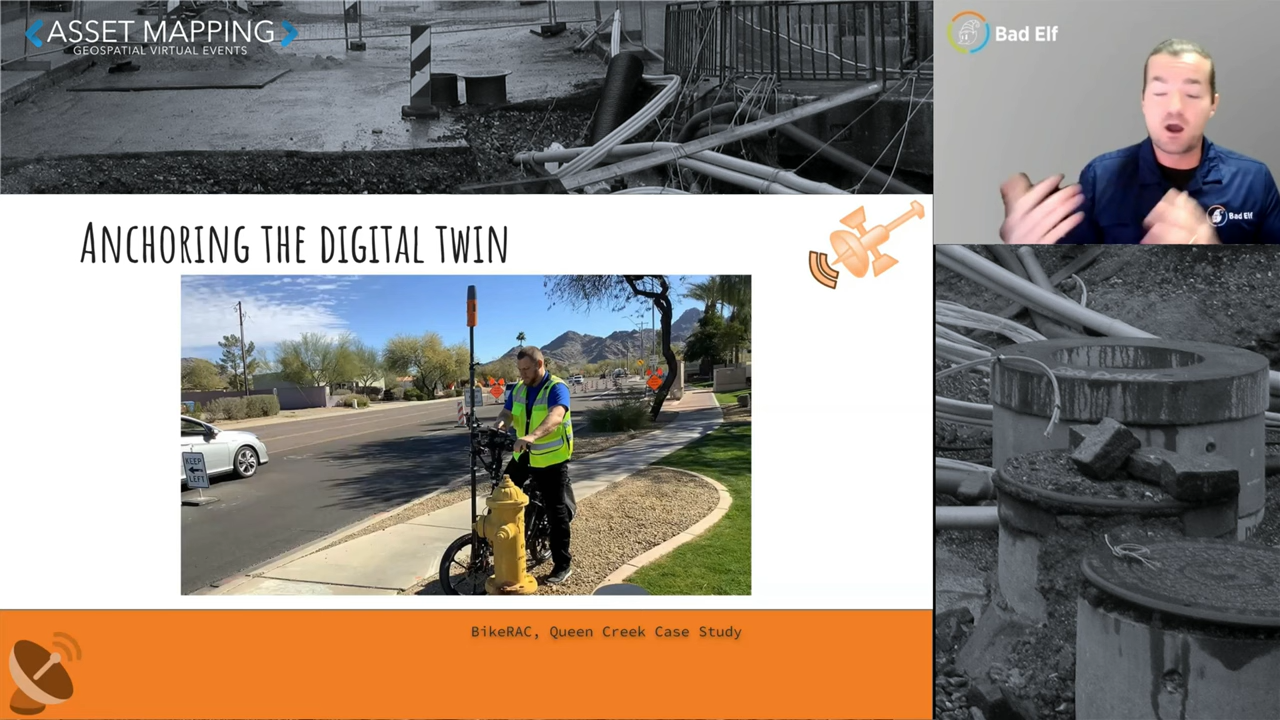 ASSET MAPPING
GEOSPATIAL VIRTUAL EVENTS
Bad Elf
Bad Elf
ANCHORING THE DIGITAL TWIN
KEEP
LEFT
BikeRAC, Queen Creek Case Study